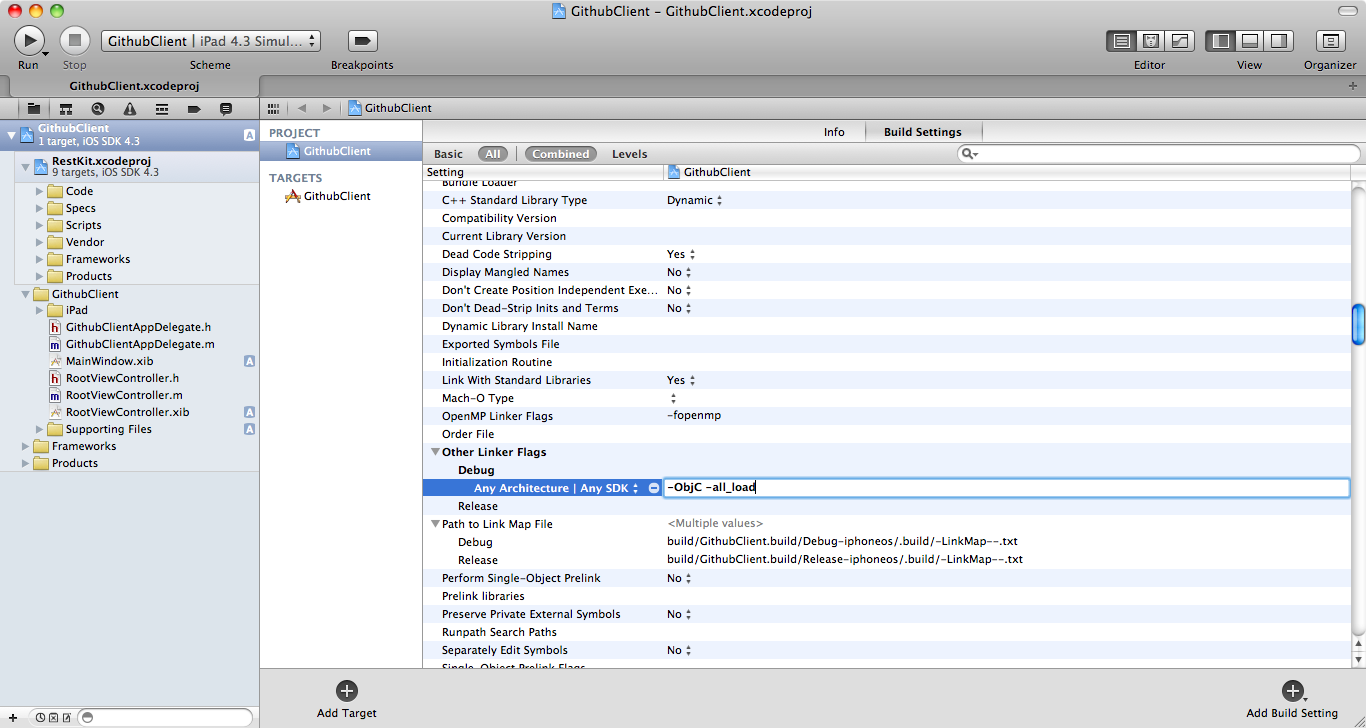 GithubClient – GithubClient.xcodeproj
GithubClient | iPad 4.3 Simul...
Run
Stop
Scheme
Breakpoints
Editor
View
Organizer
GithubClient.xcodeproj
GithubClient
1 target, iOS SDK 4.3
A
RestKit.xcodeproj
9 targets, iOS SDK 4.3
Code
Specs
Scripts
Vendor
Frameworks
Products
GithubClient
iPad
h GithubClientAppDelegate.h
m GithubClientAppDelegate.m
MainWindow.xib A
h RootViewController.h
m RootViewController.m
RootViewController.xib A
Supporting Files A
Frameworks
Products
GithubClient
PROJECT
GithubClient
TARGETS
GithubClient
Info
Build Settings
Basic All Combined Levels
Setting GithubClient
Bundle Loader
C++ Standard Library Type Dynamic
Compatibility Version
Current Library Version
Dead Code Stripping Yes
Display Mangled Names No
Don't Create Position Independent Exe... No
Don't Dead-Strip Inits and Terms No
Dynamic Library Install Name
Exported Symbols File
Initialization Routine
Link With Standard Libraries Yes
Mach-O Type
OpenMP Linker Flags -fopenmp
Order File
Other Linker Flags
Debug
Any Architecture | Any SDK -ObjC -all_load
Release
Path to Link Map File <Multiple values>
Debug build/GithubClient.build/Debug-iphoneos/.build/-LinkMap--.txt
Release build/GithubClient.build/Release-iphoneos/.build/-LinkMap--.txt
Perform Single-Object Prelink No
Prelink libraries
Preserve Private External Symbols No
Runpath Search Paths
Separately Edit Symbols No
Single-Object Prelink Flags
Add Target
Add Build Setting